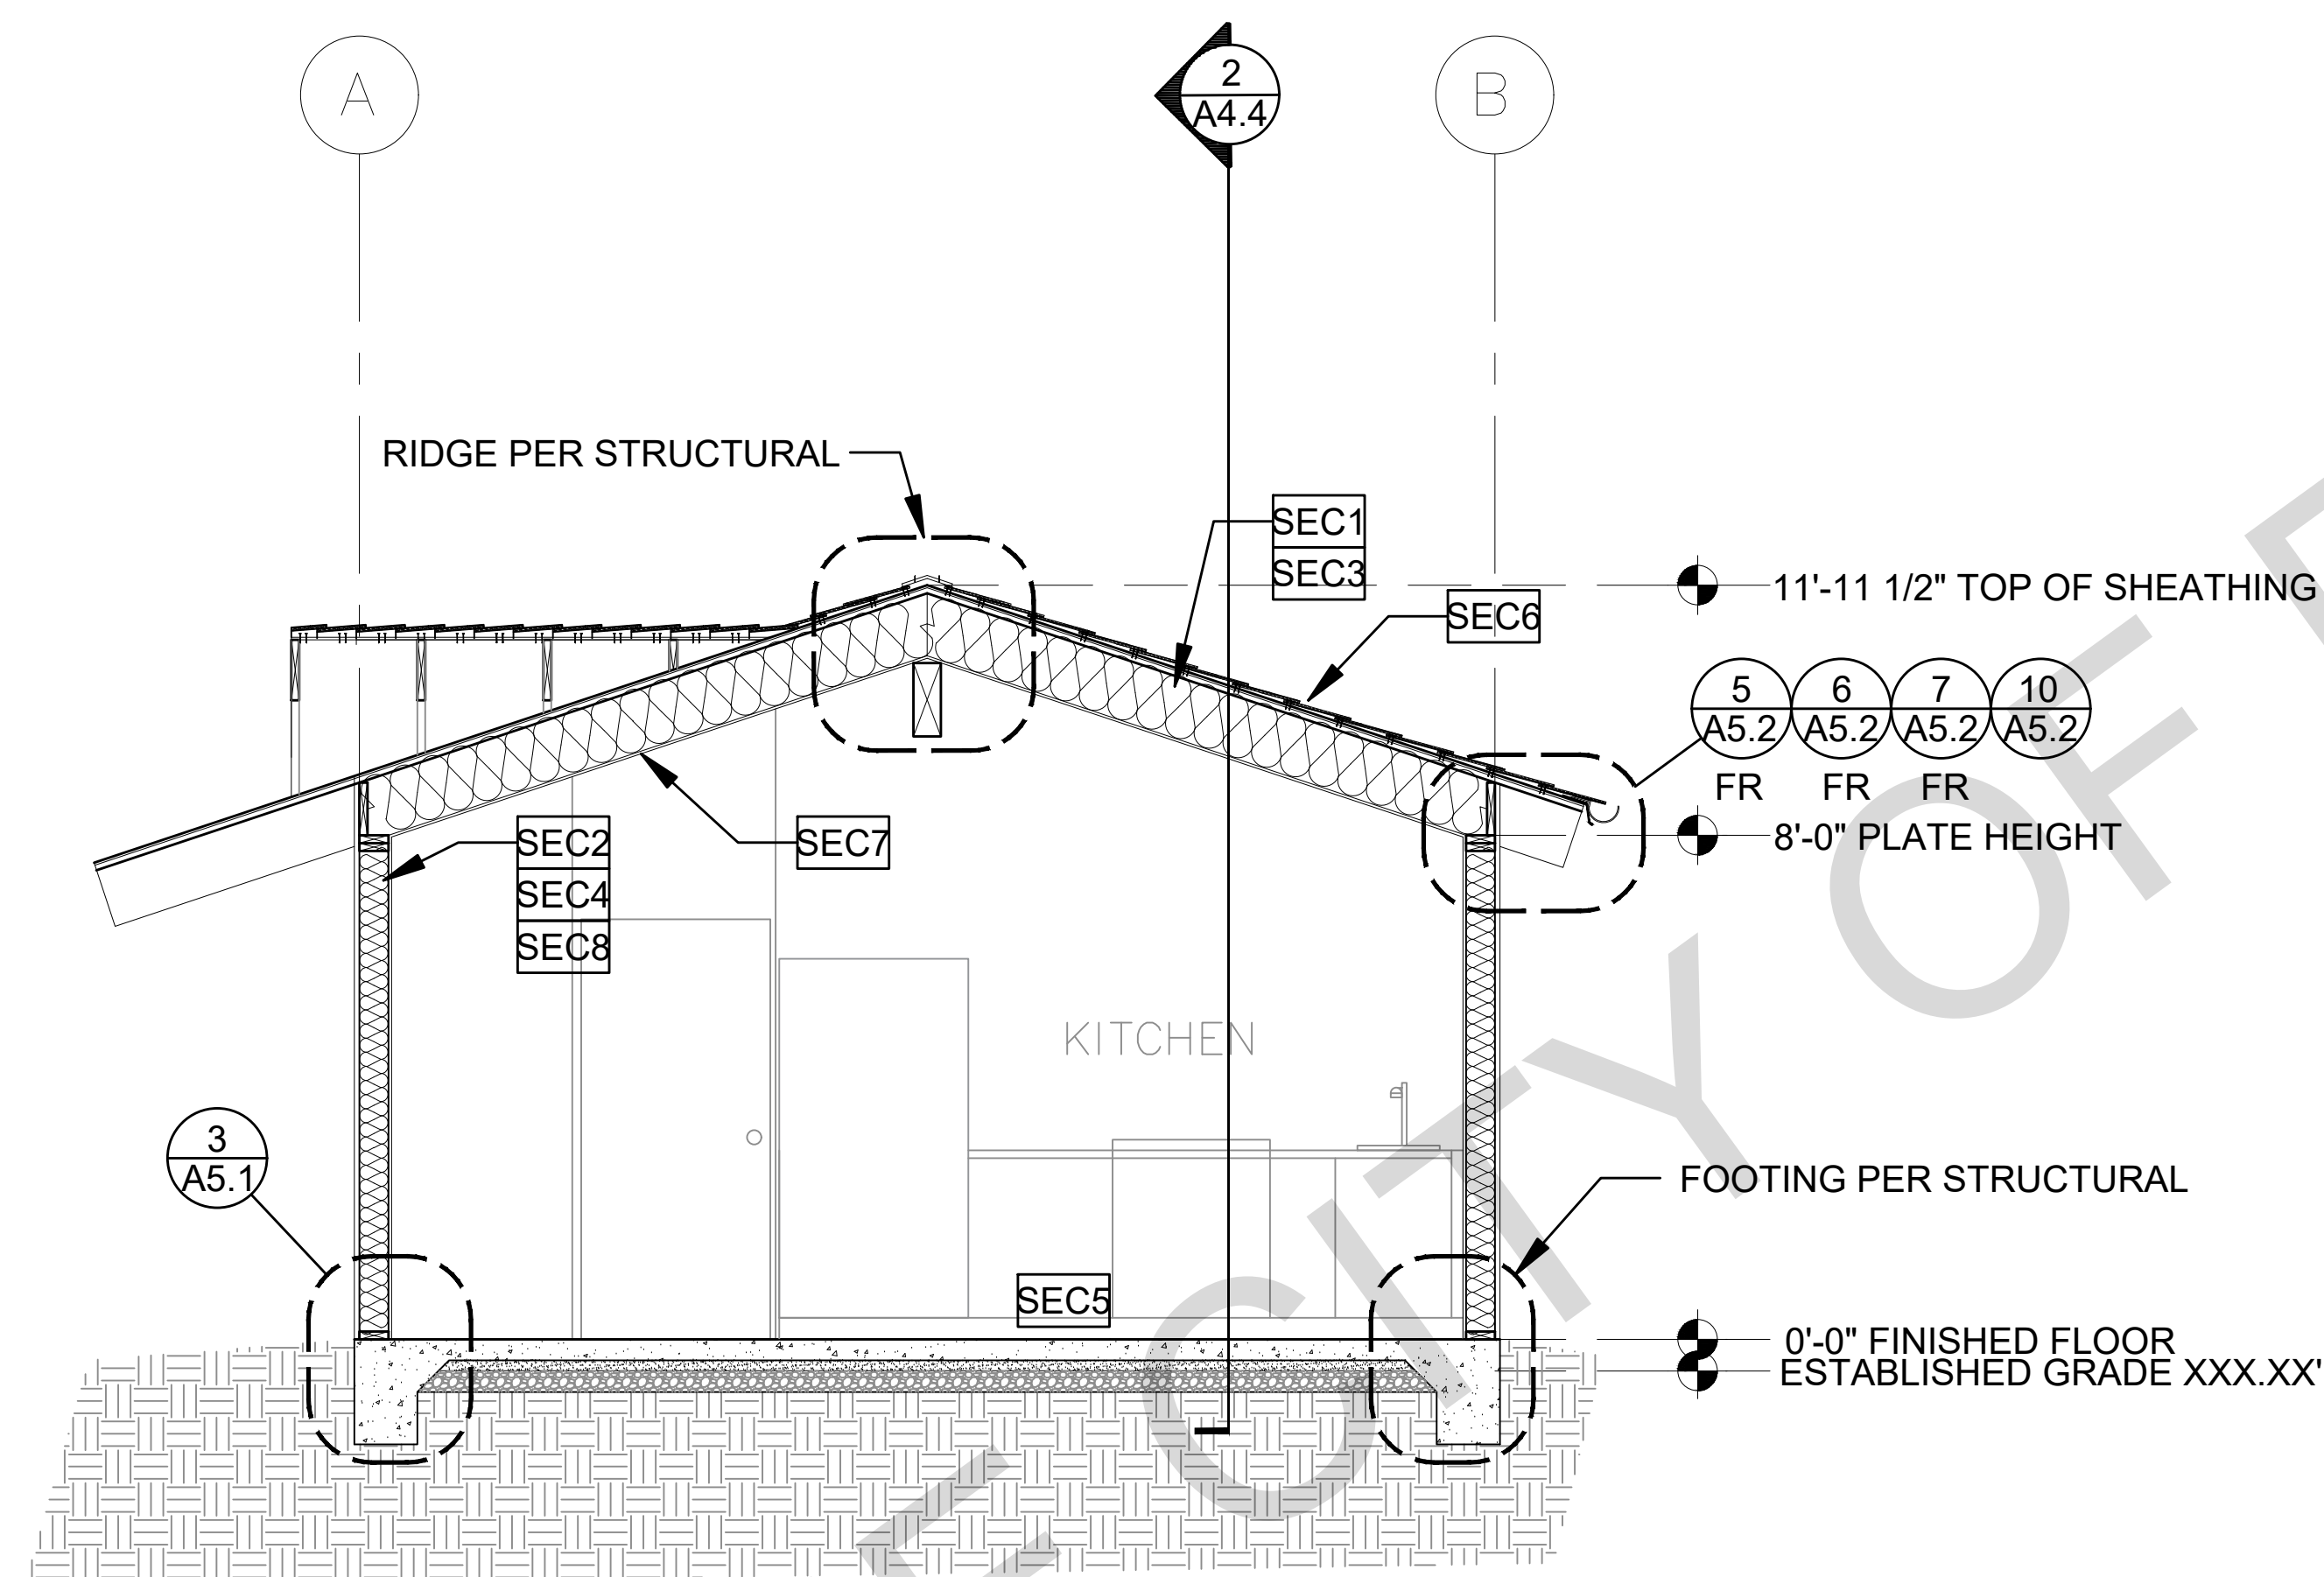 A
2
A4.4
B
RIDGE PER STRUCTURAL
SEC1
SEC3
SEC6
11'-11 1/2" TOP OF SHEATHING
5 6 7 10
A5.2 A5.2 A5.2 A5.2
FR FR FR
8'-0" PLATE HEIGHT
SEC2
SEC4
SEC8
SEC7
KITCHEN
3
A5.1
FOOTING PER STRUCTURAL
SEC5
0'-0" FINISHED FLOOR
ESTABLISHED GRADE XXX.XX'
CITY OF